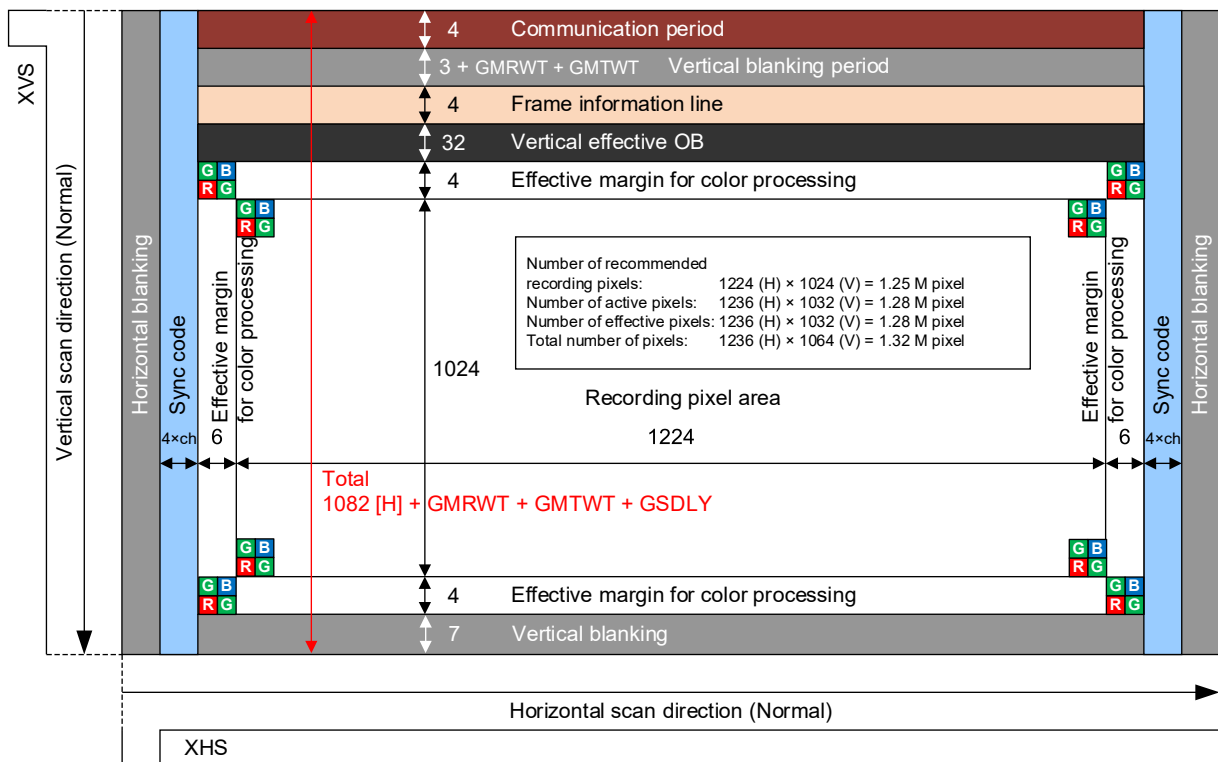 XVS
Vertical scan direction (Normal)
Horizontal blanking
Sync code
4×ch
4 Communication period
3 + GMRWT + GMTWT Vertical blanking period
4 Frame information line
32 Vertical effective OB
G B
R G
4 Effective margin for color processing
G B
R G
G B
R G
G B
R G
Effective margin
for color processing
6
Number of recommended
recording pixels: 1224 (H) × 1024 (V) = 1.25 M pixel
Number of active pixels: 1236 (H) × 1032 (V) = 1.28 M pixel
Number of effective pixels: 1236 (H) × 1032 (V) = 1.28 M pixel
Total number of pixels: 1236 (H) × 1064 (V) = 1.32 M pixel
1024
Recording pixel area
1224
Effective margin
for color processing
6
Sync code
4×ch
Horizontal blanking
Total
1082 [H] + GMRWT + GMTWT + GSDLY
G B
R G
G B
R G
G B
R G
4 Effective margin for color processing
G B
R G
7 Vertical blanking
Horizontal scan direction (Normal)
XHS